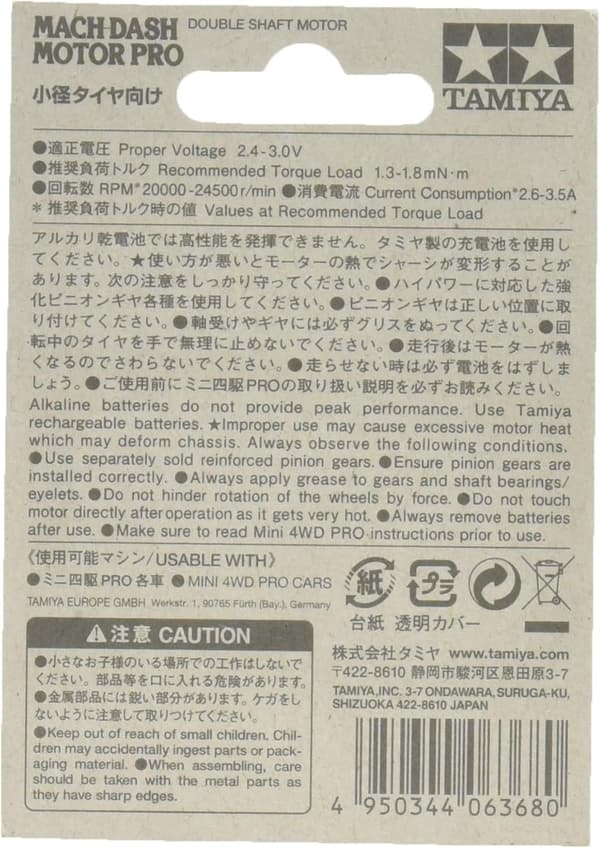 MACH-DASH DOUBLE SHAFT MOTOR
MOTOR PRO
小径タイヤ向け
TAMIYA
●適正電圧 Proper Voltage 2.4-3.0V
●推奨負荷トルク Recommended Torque Load 1.3-1.8mN·m
●回転数 RPM*20000-24500r/min ●消費電流 Current Consumption*2.6-3.5A
* 推奨負荷トルク時の値 Values at Recommended Torque Load
アルカリ乾電池では高性能を発揮できません。タミヤ製の充電池を使用し
てください。★使い方が悪いとモーターの熱でシャーシが変形することが
あります。次の注意をしっかり守ってください。●ハイパワーに対応した強
化ピニオンギヤ各種を使用してください。●ピニオンギヤは正しい位置に取
り付けてください。●軸受けやギヤには必ずグリスをぬってください。●回
転中のタイヤを手で無理に止めないでください。●走行後はモーターが熱
くなるのでさわらないでください。●走らせない時は必ず電池をはずしま
しょう。●ご使用前にミニ四駆PROの取り扱い説明を必ずお読みください。
Alkaline batteries do not provide peak performance. Use Tamiya
rechargeable batteries. ★Improper use may cause excessive motor heat
which may deform chassis. Always observe the following conditions.
●Use separately sold reinforced pinion gears. ●Ensure pinion gears are
installed correctly. ●Always apply grease to gears and shaft bearings/
eyelets. ●Do not hinder rotation of the wheels by force. ●Do not touch
motor directly after operation as it gets very hot. ●Always remove batteries
after use. ●Make sure to read Mini 4WD PRO instructions prior to use.
《使用可能マシン/USABLE WITH》
●ミニ四駆PRO各車 ●MINI 4WD PRO CARS
TAMIYA EUROPE GMBH Werkstr. 1, 90765 Fürth (Bay.), Germany
紙 プラ
台紙 透明カバー
注意 CAUTION
●小さなお子様のいる場所での工作はしないで
ください。部品等を口に入れる危険があります。
●金属部品には鋭い部分があります。ケガをし
ないように注意して取りつけてください。
●Keep out of reach of small children. Chil-
dren may accidentally ingest parts or pack-
aging material. ●When assembling, care
should be taken with the metal parts as
they have sharp edges.
株式会社タミヤ www.tamiya.com
〒422-8610 静岡市駿河区恩田原3-7
TAMIYA,INC. 3-7 ONDAWARA, SURUGA-KU,
SHIZUOKA 422-8610 JAPAN
4 950344 063680